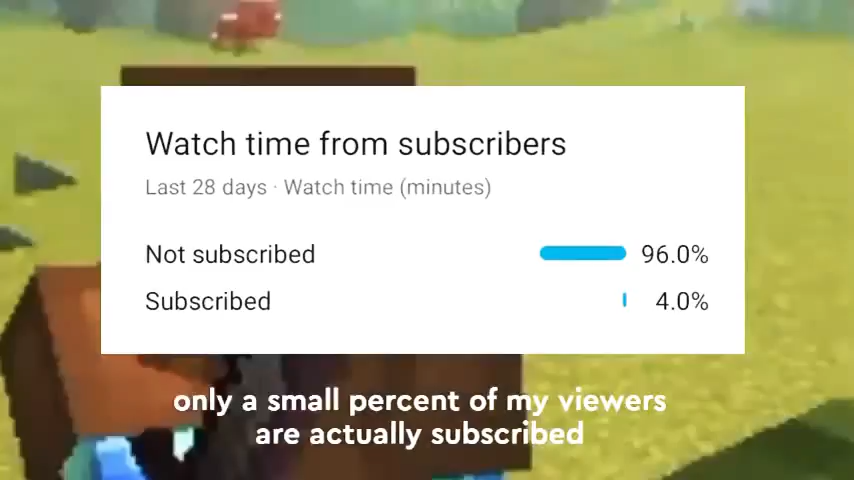 Watch time from subscribers
Last 28 days · Watch time (minutes)
Not subscribed 96.0%
Subscribed 4.0%
only a small percent of my viewers
are actually subscribed